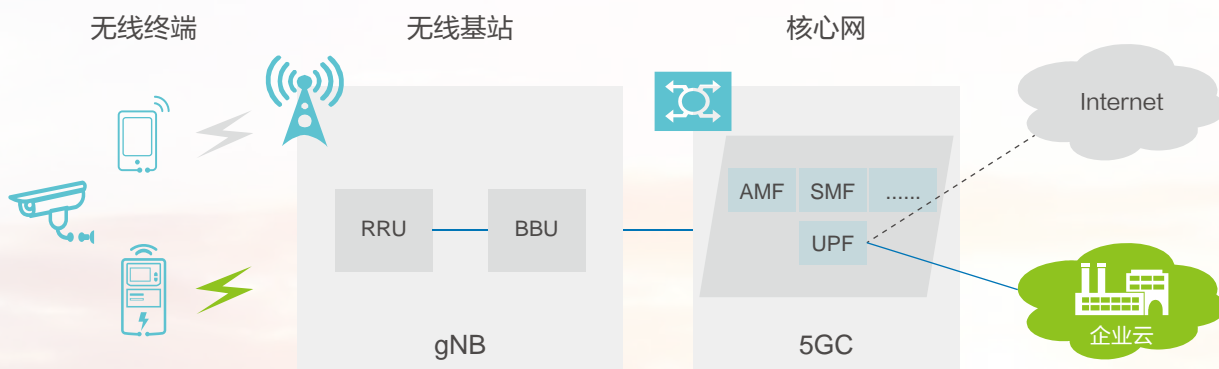 无线终端
无线基站
核心网
Internet
AMF
SMF
......
RRU
BBU
UPF
企业云
gNB
5GC